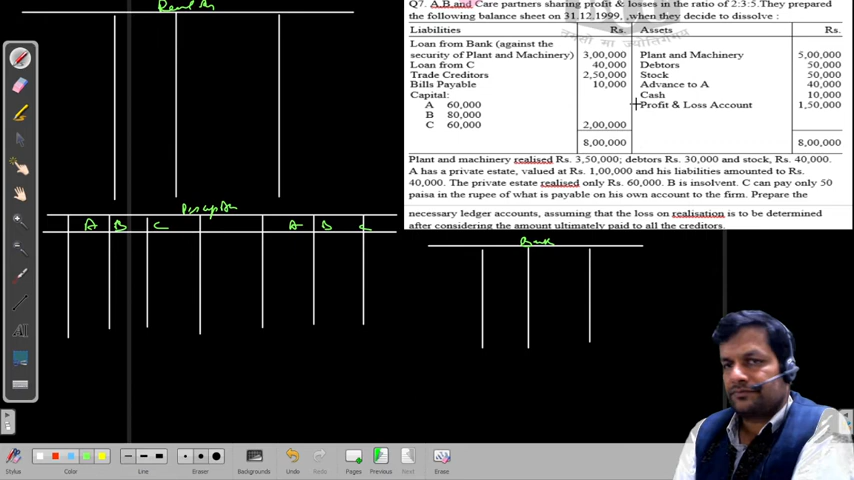 Q7. A,B,and Care partners sharing profit & losses in the ratio of 2:3:5.They prepared
the following balance sheet on 31.12.1999, ,when they decide to dissolve :
Liabilities Rs. Assets Rs.
Loan from Bank (against the
security of Plant and Machinery) 3,00,000 Plant and Machinery 5,00,000
Loan from C 40,000 Debtors 50,000
Trade Creditors 2,50,000 Stock 50,000
Bills Payable 10,000 Advance to A 40,000
Capital: Cash 10,000
A 60,000 Profit & Loss Account 1,50,000
B 80,000
C 60,000 2,00,000
8,00,000 8,00,000
Plant and machinery realised Rs. 3,50,000; debtors Rs. 30,000 and stock, Rs. 40,000.
A has a private estate, valued at Rs. 1,00,000 and his liabilities amounted to Rs.
40,000. The private estate realised only Rs. 60,000. B is insolvent. C can pay only 50
paisa in the rupee of what is payable on his own account to the firm. Prepare the
necessary ledger accounts, assuming that the loss on realisation is to be determined
after considering the amount ultimately paid to all the creditors.
A B C A B C
Bank
Stylus Color Line Eraser Backgrounds Undo Redo Pages Previous Next Erase